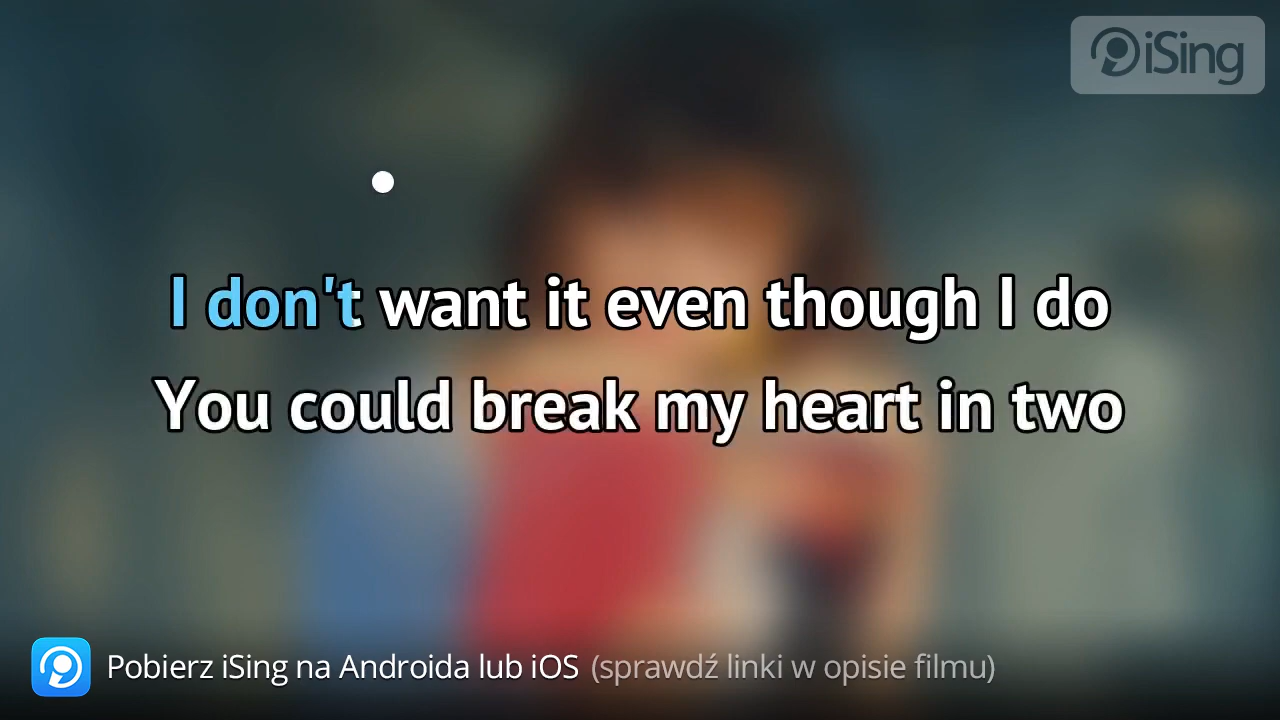 iSing
I don't want it even though I do
You could break my heart in two
Pobierz iSing na Androida lub iOS (sprawdź linki w opisie filmu)